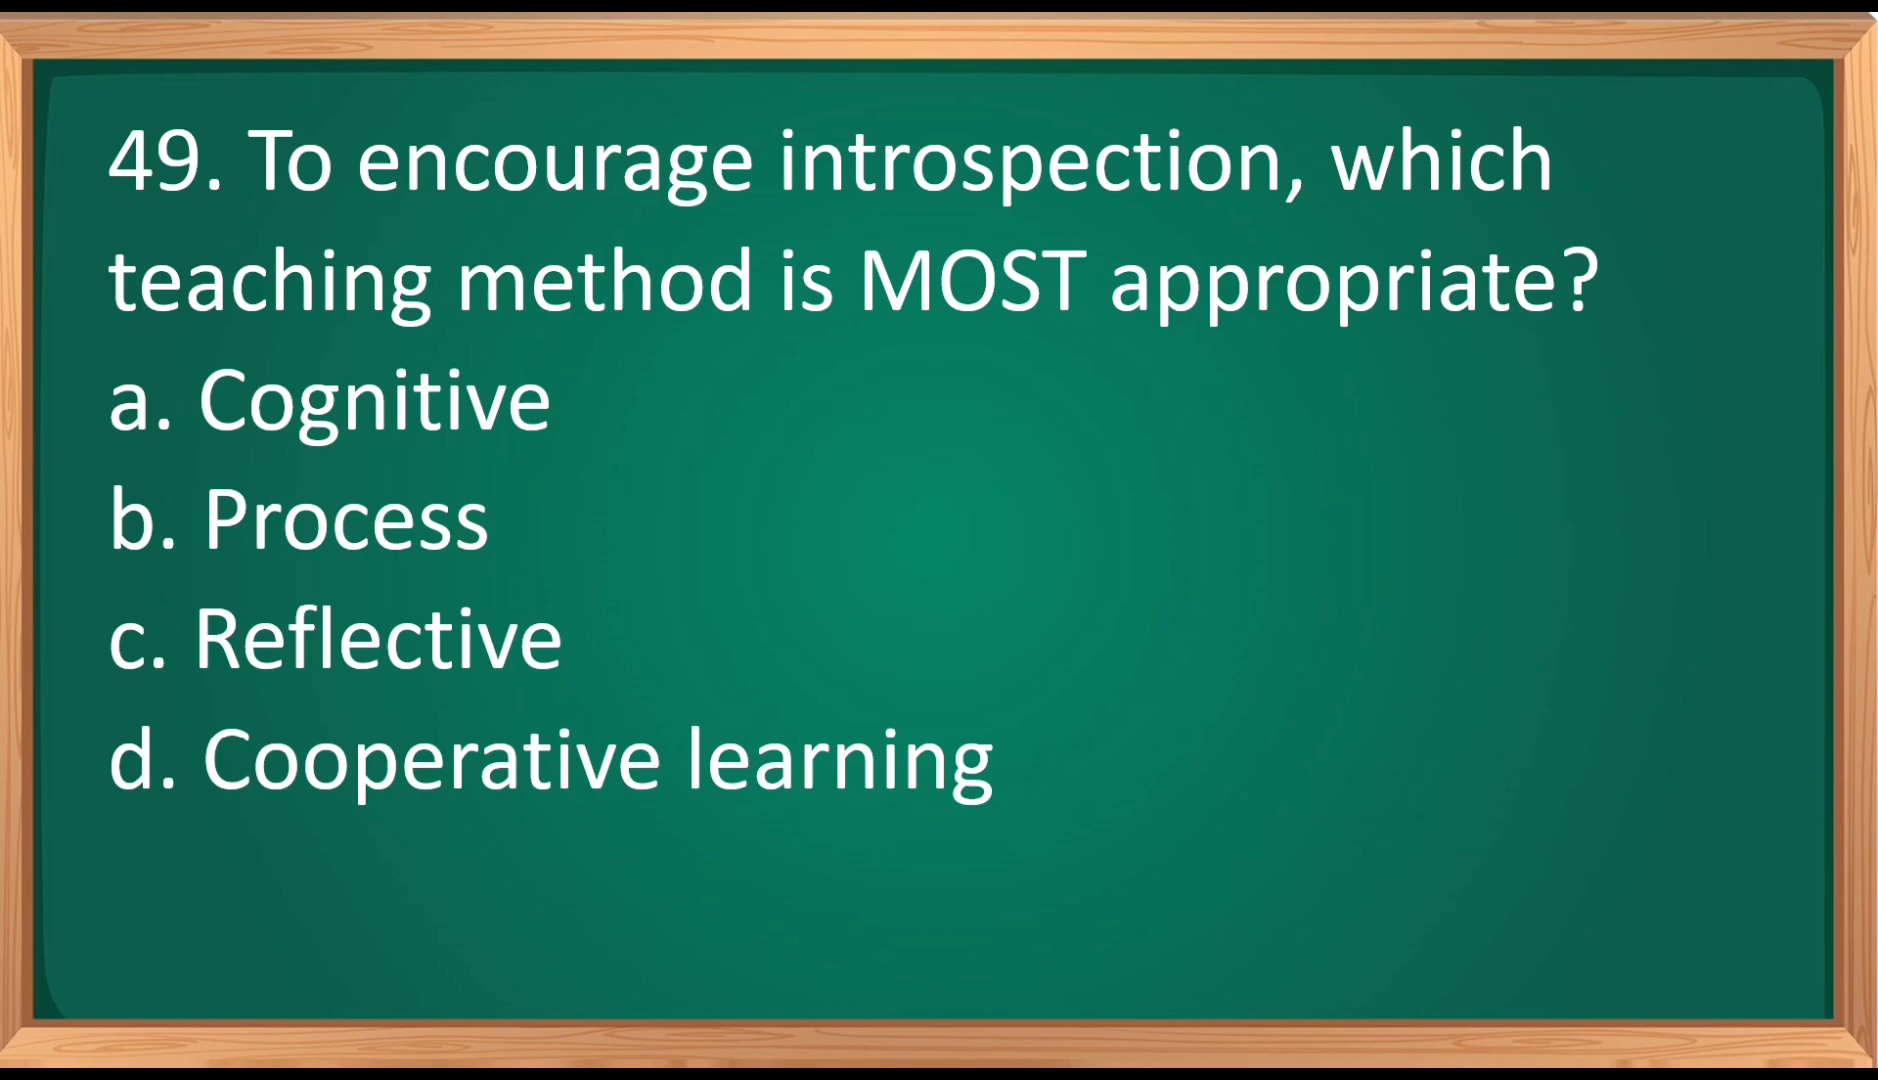 49. To encourage introspection, which
teaching method is MOST appropriate?
a. Cognitive
b. Process
c. Reflective
d. Cooperative learning